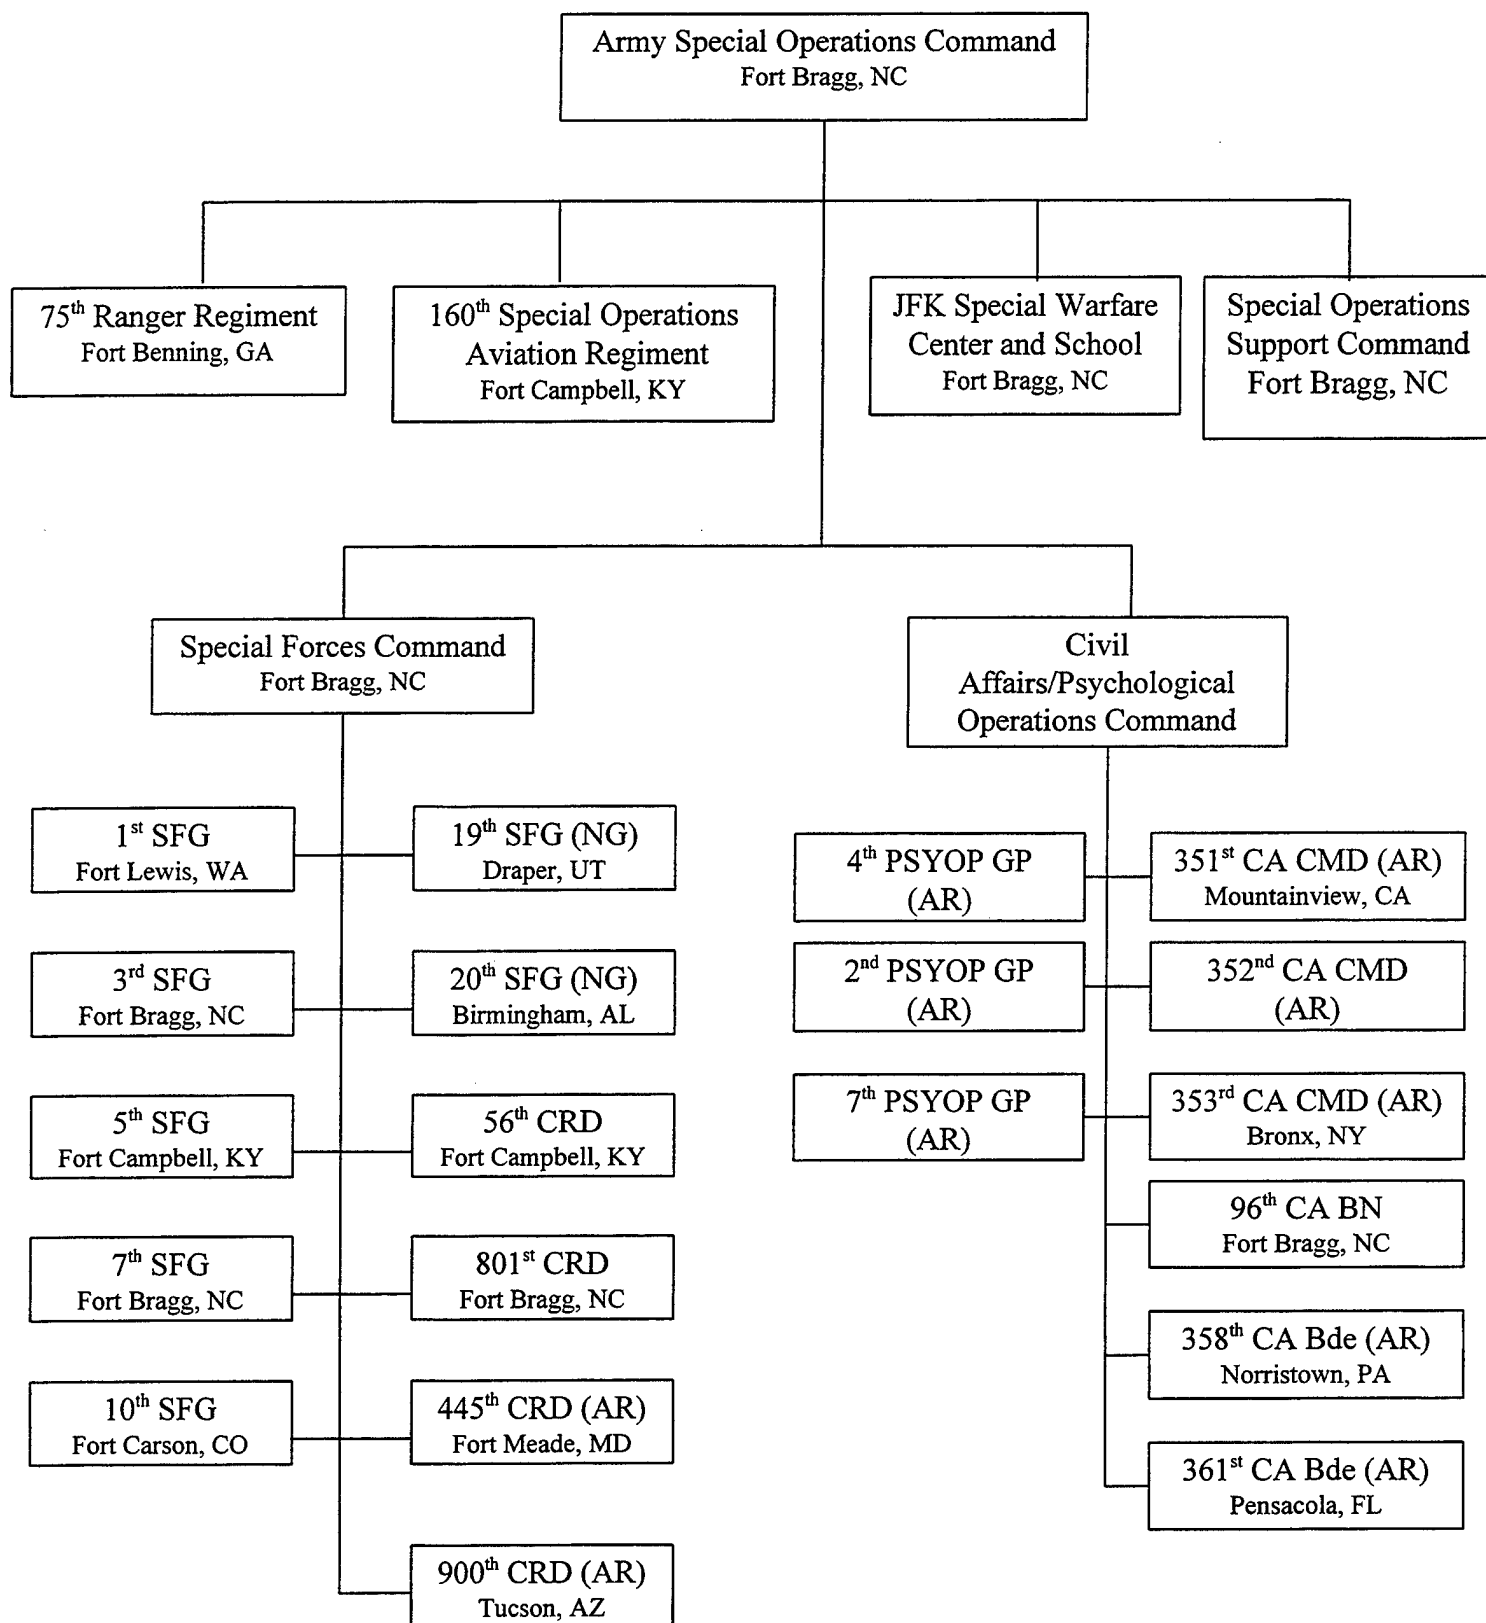 Army Special Operations Command
Fort Bragg, NC
75th Ranger Regiment
Fort Benning, GA
160th Special Operations
Aviation Regiment
Fort Campbell, KY
JFK Special Warfare
Center and School
Fort Bragg, NC
Special Operations
Support Command
Fort Bragg, NC
Special Forces Command
Fort Bragg, NC
Civil
Affairs/Psychological
Operations Command
1st SFG
Fort Lewis, WA
19th SFG (NG)
Draper, UT
3rd SFG
Fort Bragg, NC
20th SFG (NG)
Birmingham, AL
5th SFG
Fort Campbell, KY
56th CRD
Fort Campbell, KY
7th SFG
Fort Bragg, NC
801st CRD
Fort Bragg, NC
10th SFG
Fort Carson, CO
445th CRD (AR)
Fort Meade, MD
900th CRD (AR)
Tucson, AZ
4th PSYOP GP
(AR)
351st CA CMD (AR)
Mountainview, CA
2nd PSYOP GP
(AR)
352nd CA CMD
(AR)
7th PSYOP GP
(AR)
353rd CA CMD (AR)
Bronx, NY
96th CA BN
Fort Bragg, NC
358th CA Bde (AR)
Norristown, PA
361st CA Bde (AR)
Pensacola, FL